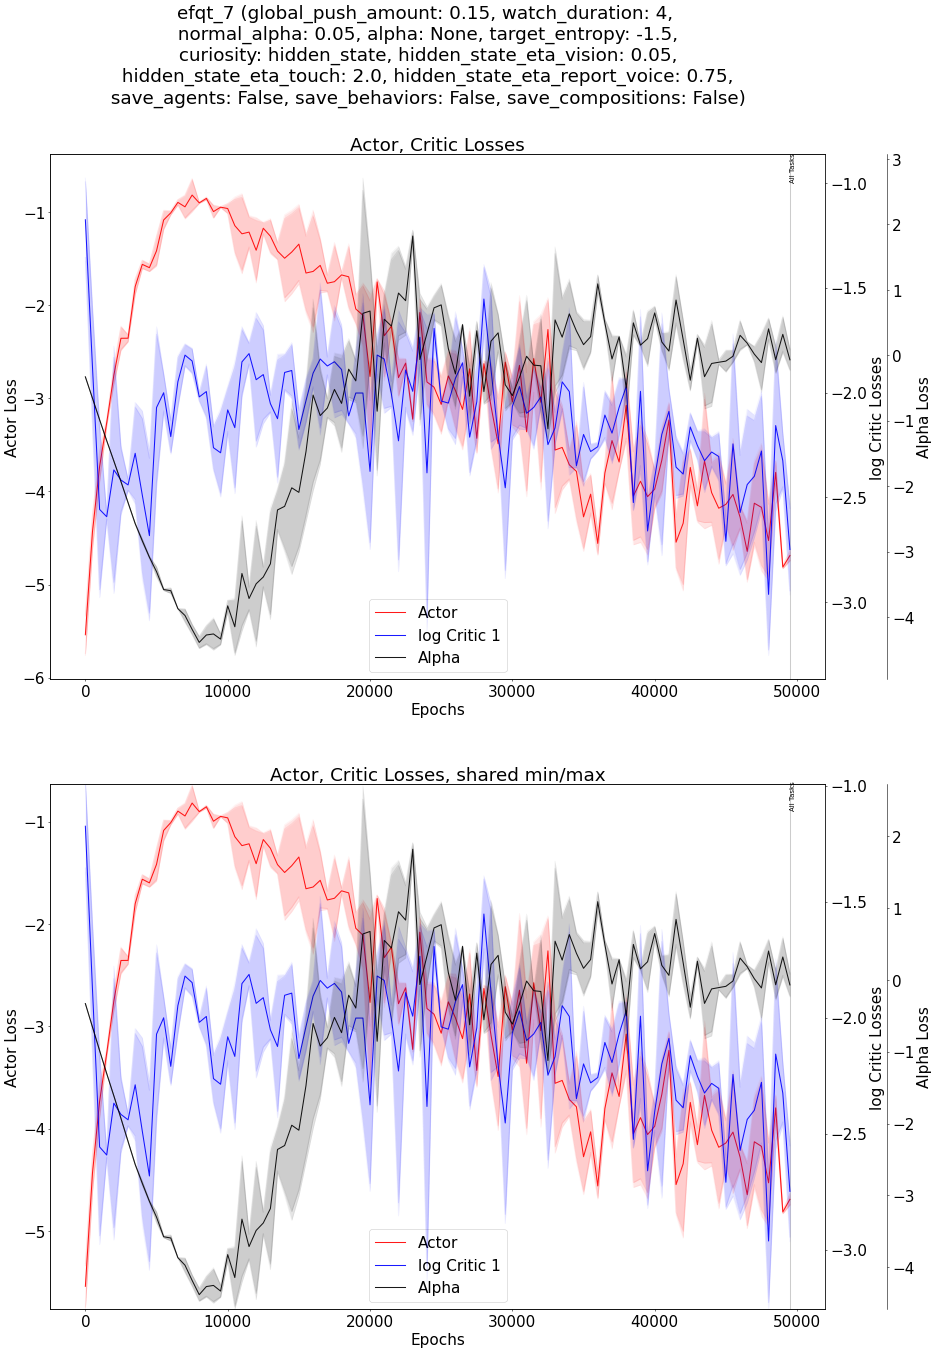 efqt_7 (global_push_amount: 0.15, watch_duration: 4,
normal_alpha: 0.05, alpha: None, target_entropy: -1.5,
curiosity: hidden_state, hidden_state_eta_vision: 0.05,
hidden_state_eta_touch: 2.0, hidden_state_eta_report_voice: 0.75,
save_agents: False, save_behaviors: False, save_compositions: False)
Actor, Critic Losses
All Tasks
Actor Loss
−1
−2
−3
−4
−5
−6
0
10000
20000
30000
40000
50000
Epochs
−1.0
−1.5
−2.0
−2.5
−3.0
log Critic Losses
3
2
1
0
−1
−2
−3
−4
Alpha Loss
Actor
log Critic 1
Alpha
Actor, Critic Losses, shared min/max
All Tasks
Actor Loss
−1
−2
−3
−4
−5
0
10000
20000
30000
40000
50000
Epochs
−1.0
−1.5
−2.0
−2.5
−3.0
log Critic Losses
2
1
0
−1
−2
−3
−4
Alpha Loss
Actor
log Critic 1
Alpha